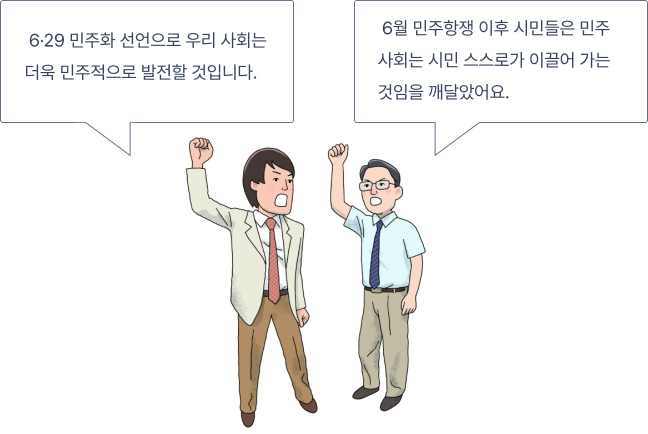 6·29 민주화 선언으로 우리 사회는
더욱 민주적으로 발전할 것입니다.
6월 민주항쟁 이후 시민들은 민주
사회는 시민 스스로가 이끌어 가는
것임을 깨달았어요.